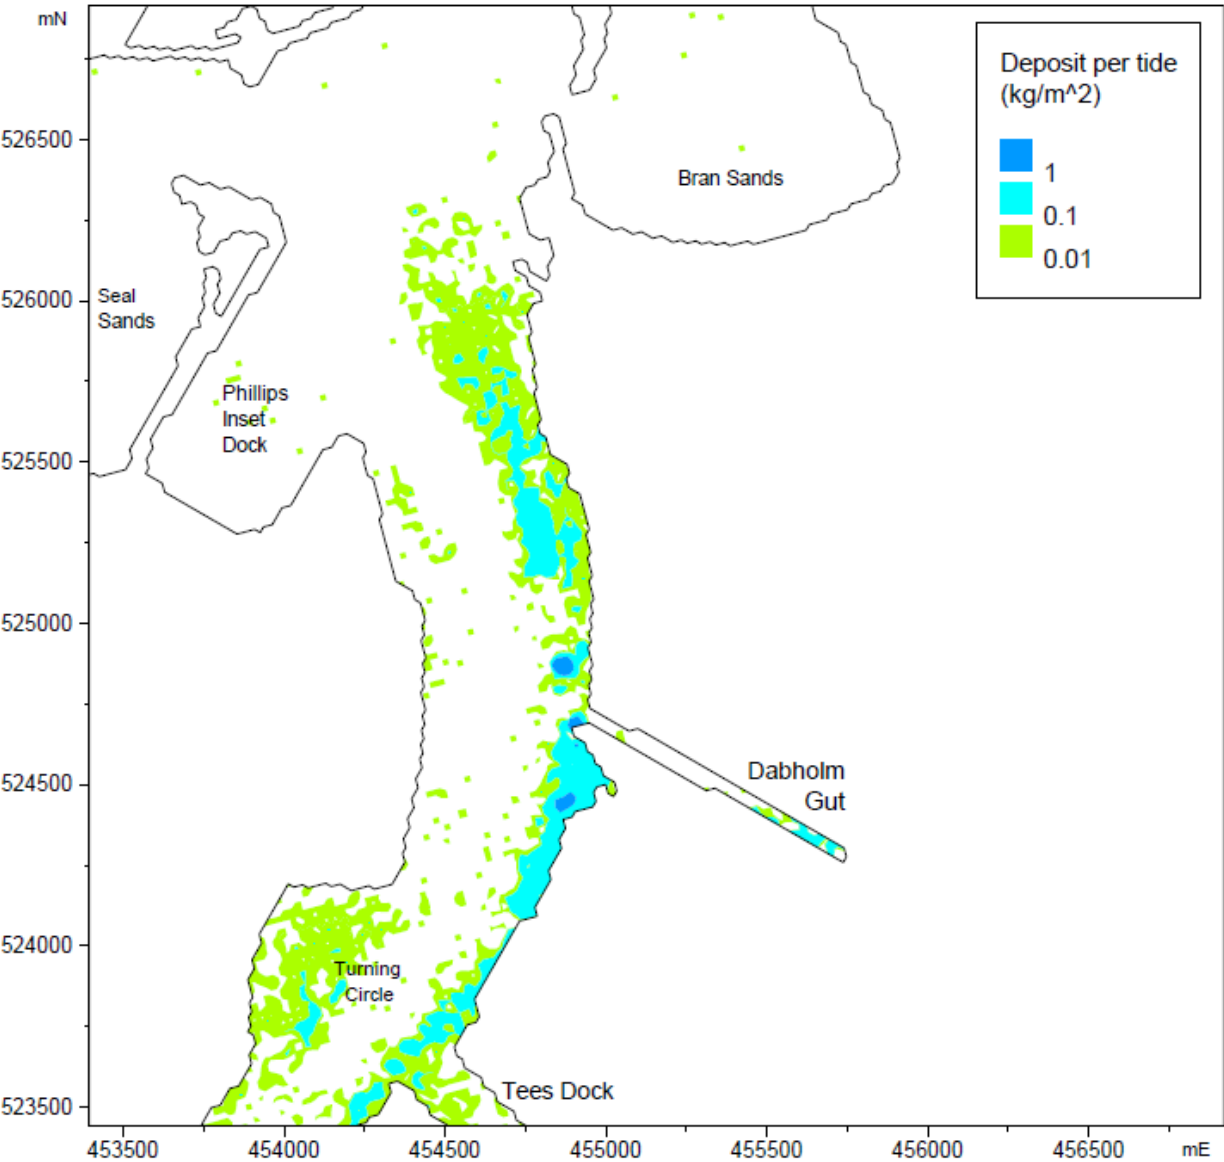 mN
Deposit per tide
(kg/m^2)
1
0.1
0.01
526500
Bran Sands
526000
Seal
Sands
Phillips
Inset
Dock
525500
525000
Dabholm
Gut
524500
524000
Turning
Circle
Tees Dock
523500
453500 454000 454500 455000 455500 456000 456500 mE